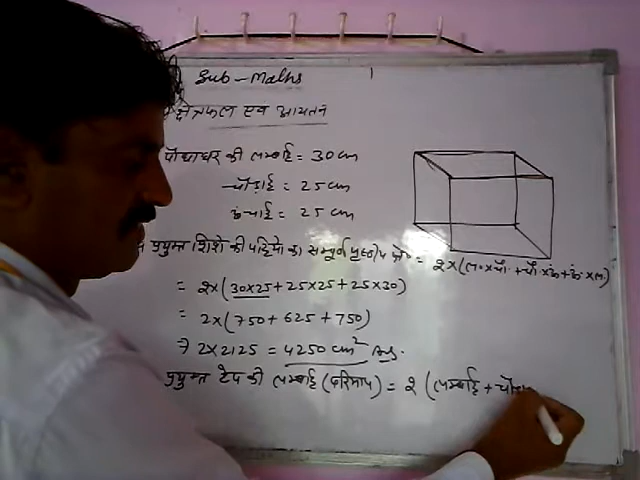 Sub - Maths
क्षेत्रफल एवं आयतन
पौधाघर की लम्बाई = 30 cm
चौड़ाई = 25 cm
ऊंचाई = 25 cm
प्रयुक्त शिशे की पट्टियो का सम्पूर्ण पृष्ठीय क्षे॰ = 2×(ल॰×चौ॰+चौ॰×ऊं+ऊं॰×ल॰)
= 2×(30×25+25×25+25×30)
= 2×(750+625+750)
⇒ 2×2125 = 4250 cm² Ans.
प्रयुक्त टेप की लम्बाई (परिमाप) = 2 (लम्बाई +